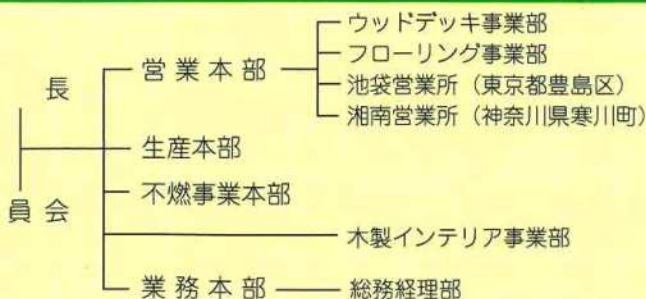 ウッドデッキ事業部
営業本部
フローリング事業部
長
池袋営業所（東京都豊島区）
湘南営業所（神奈川県寒川町）
生産本部
不燃事業本部
員会
木製インテリア事業部
業務本部
総務経理部